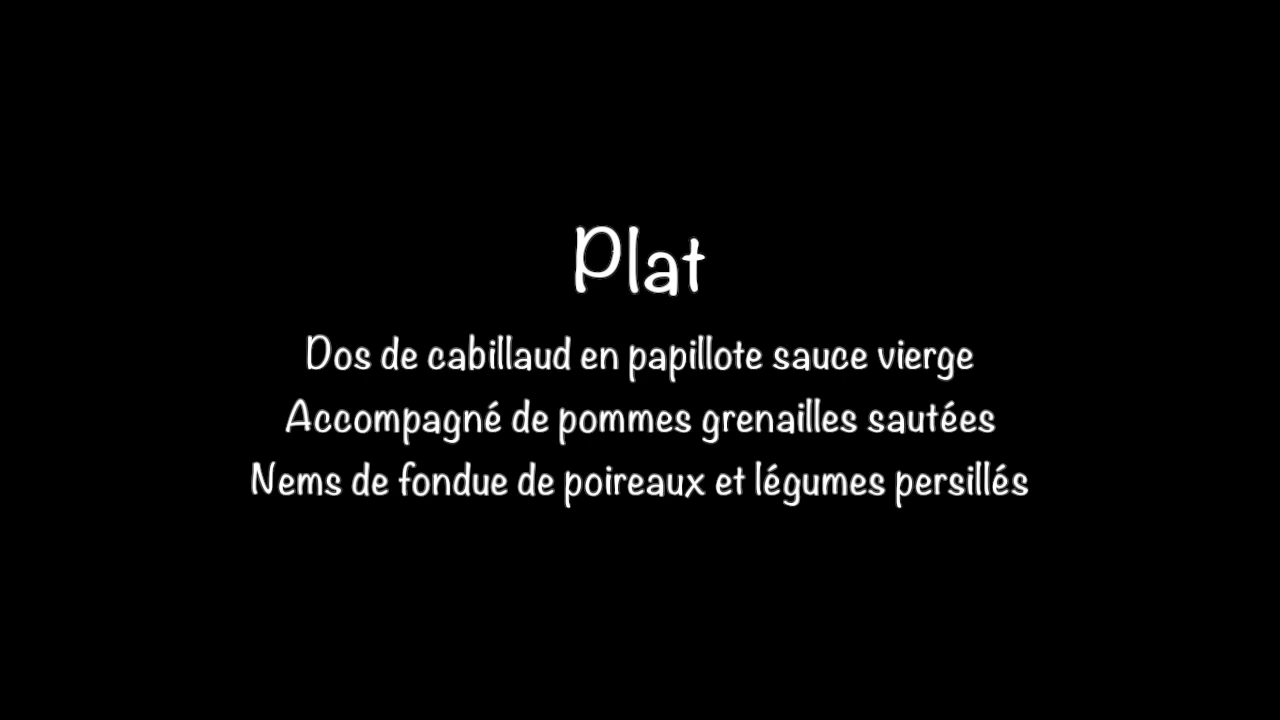 Plat
Dos de cabillaud en papillote sauce vierge
Accompagné de pommes grenailles sautées
Nems de fondue de poireaux et légumes persillés